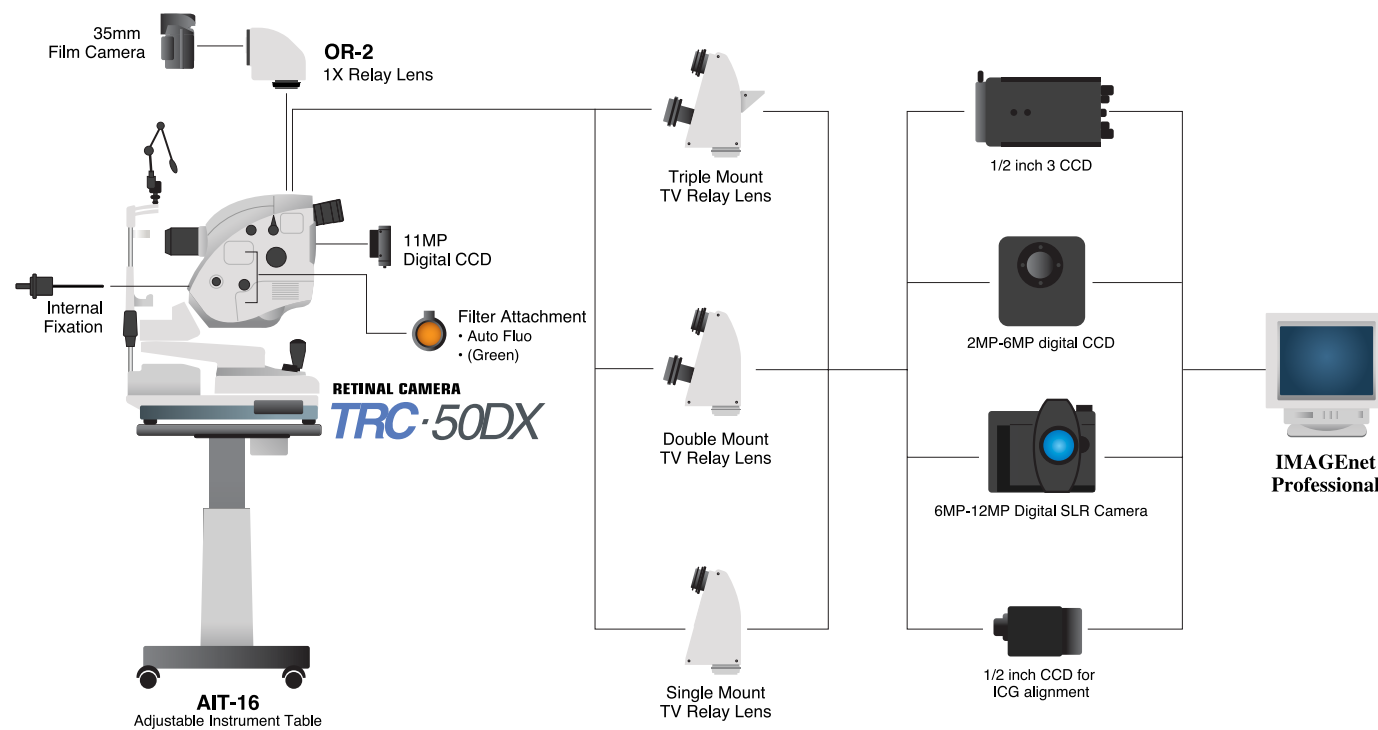 35mm
Film Camera
OR-2
1X Relay Lens
11MP
Digital CCD
Internal
Fixation
Filter Attachment
• Auto Fluo
• (Green)
RETINAL CAMERA
TRC·50DX
AIT-16
Adjustable Instrument Table
Triple Mount
TV Relay Lens
Double Mount
TV Relay Lens
Single Mount
TV Relay Lens
1/2 inch 3 CCD
2MP-6MP digital CCD
6MP-12MP Digital SLR Camera
1/2 inch CCD for
ICG alignment
IMAGEnet
Professional